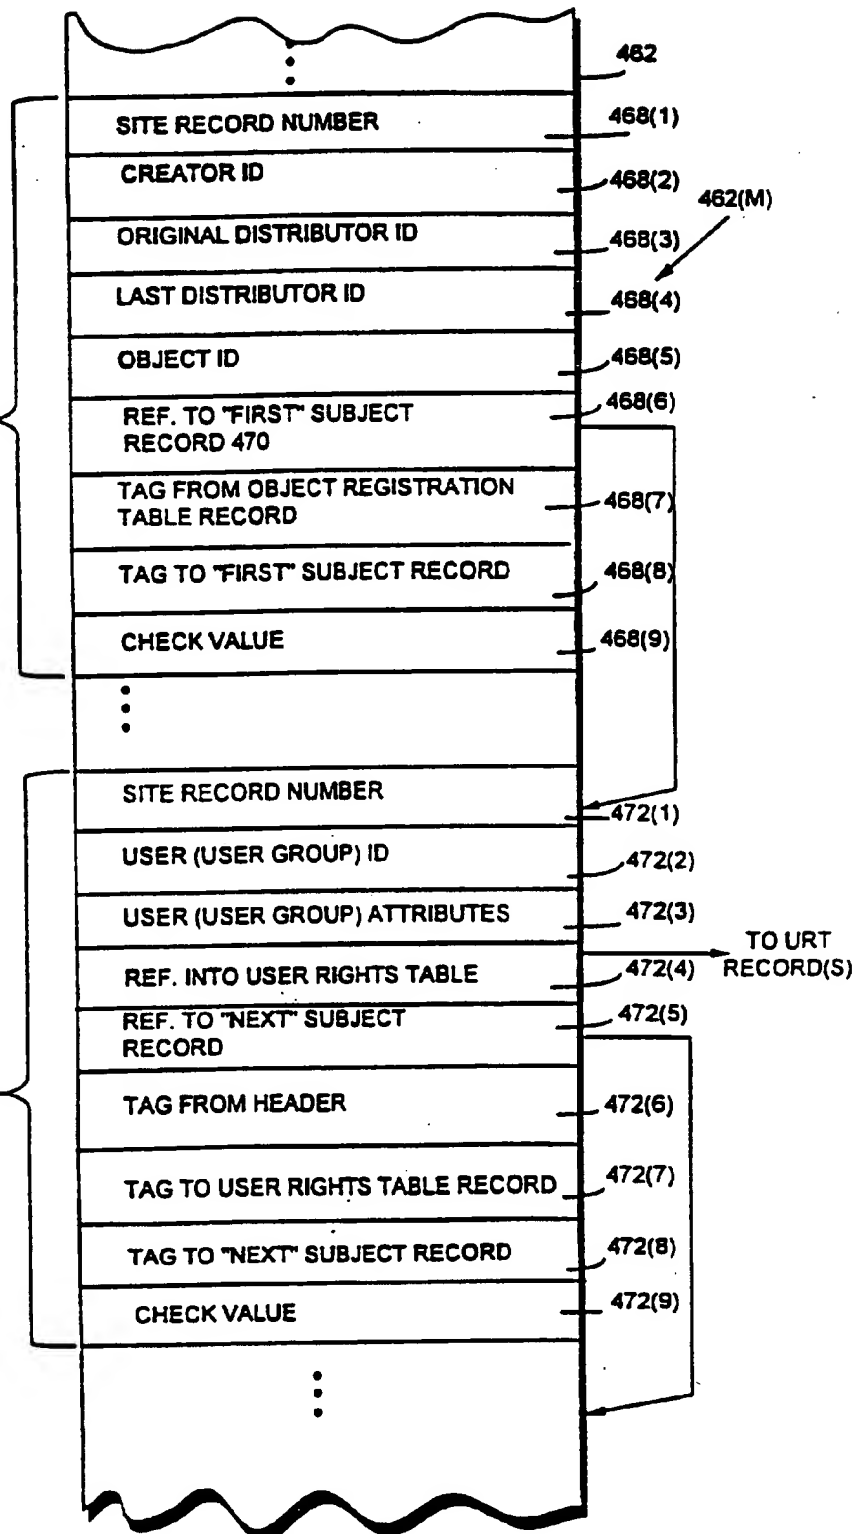 462
SITE RECORD NUMBER
468(1)
CREATOR ID
468(2)
462(M)
ORIGINAL DISTRIBUTOR ID
468(3)
LAST DISTRIBUTOR ID
468(4)
OBJECT ID
468(5)
REF. TO "FIRST" SUBJECT
RECORD 470
468(6)
TAG FROM OBJECT REGISTRATION
TABLE RECORD
468(7)
TAG TO "FIRST" SUBJECT RECORD
468(8)
CHECK VALUE
468(9)
SITE RECORD NUMBER
472(1)
USER (USER GROUP) ID
472(2)
USER (USER GROUP) ATTRIBUTES
472(3)
TO URT
RECORD(S)
REF. INTO USER RIGHTS TABLE
472(4)
REF. TO "NEXT" SUBJECT
RECORD
472(5)
TAG FROM HEADER
472(6)
TAG TO USER RIGHTS TABLE RECORD
472(7)
TAG TO "NEXT" SUBJECT RECORD
472(8)
CHECK VALUE
472(9)